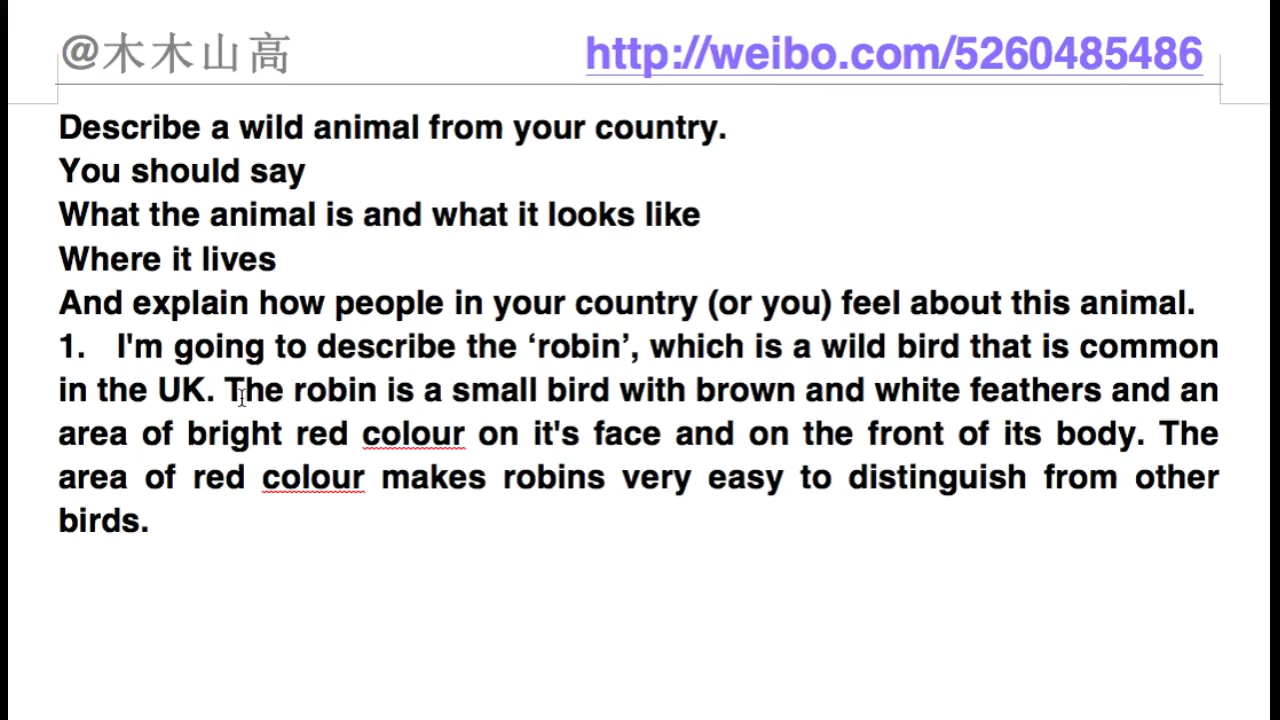 @木木山高 http://weibo.com/5260485486
Describe a wild animal from your country.
You should say
What the animal is and what it looks like
Where it lives
And explain how people in your country (or you) feel about this animal.
1. I'm going to describe the ‘robin’, which is a wild bird that is common
in the UK. The robin is a small bird with brown and white feathers and an
area of bright red colour on it's face and on the front of its body. The
area of red colour makes robins very easy to distinguish from other
birds.